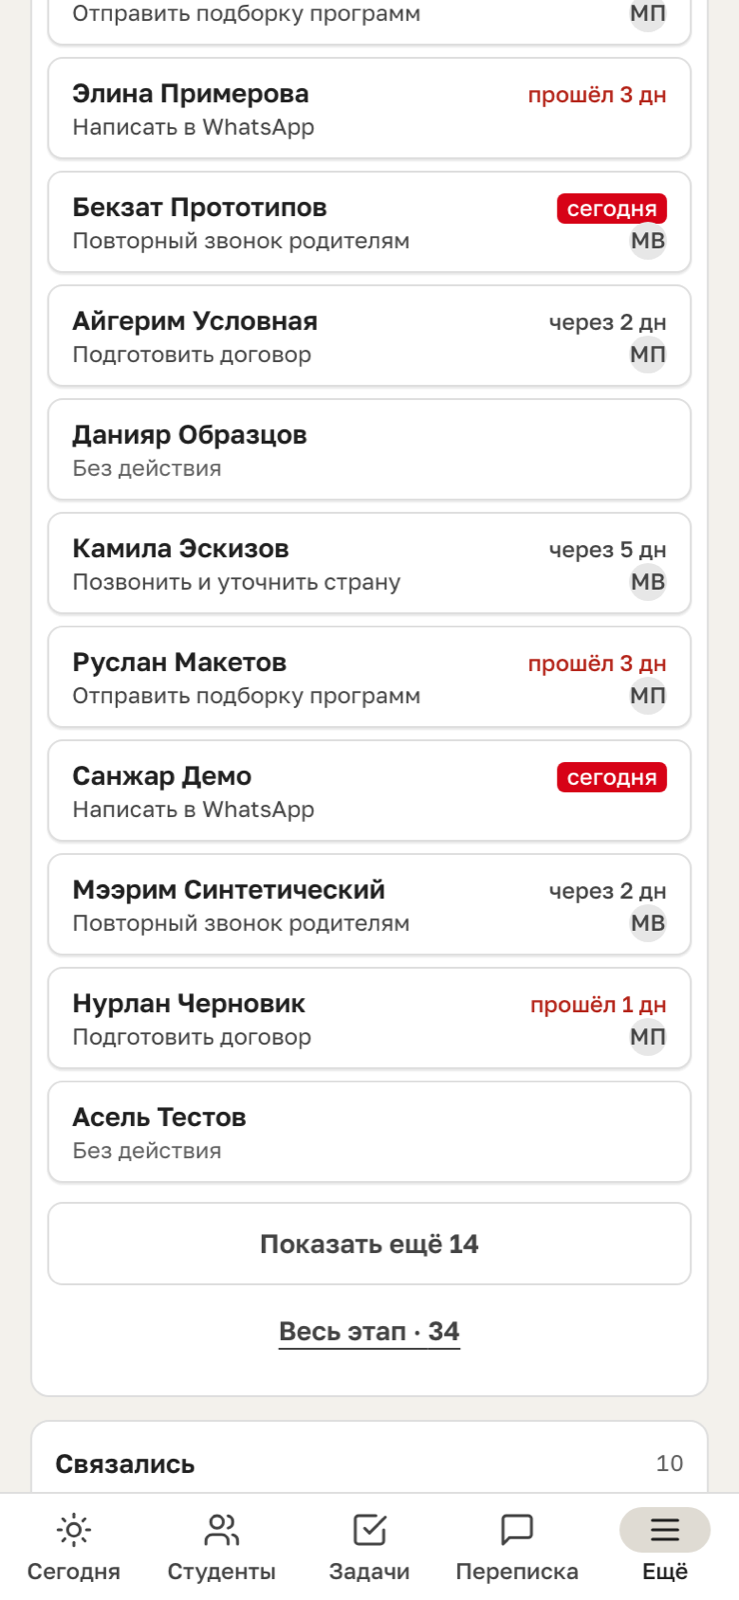 Отправить подборку программ МП
Элина Примерова прошёл 3 дн
Написать в WhatsApp
Бекзат Прототипов сегодня
Повторный звонок родителям МВ
Айгерим Условная через 2 дн
Подготовить договор МП
Данияр Образцов
Без действия
Камила Эскизов через 5 дн
Позвонить и уточнить страну МВ
Руслан Макетов прошёл 3 дн
Отправить подборку программ МП
Санжар Демо сегодня
Написать в WhatsApp
Мээрим Синтетический через 2 дн
Повторный звонок родителям МВ
Нурлан Черновик прошёл 1 дн
Подготовить договор МП
Асель Тестов
Без действия
Показать ещё 14
Весь этап · 34
Связались 10
Сегодня Студенты Задачи Переписка Ещё